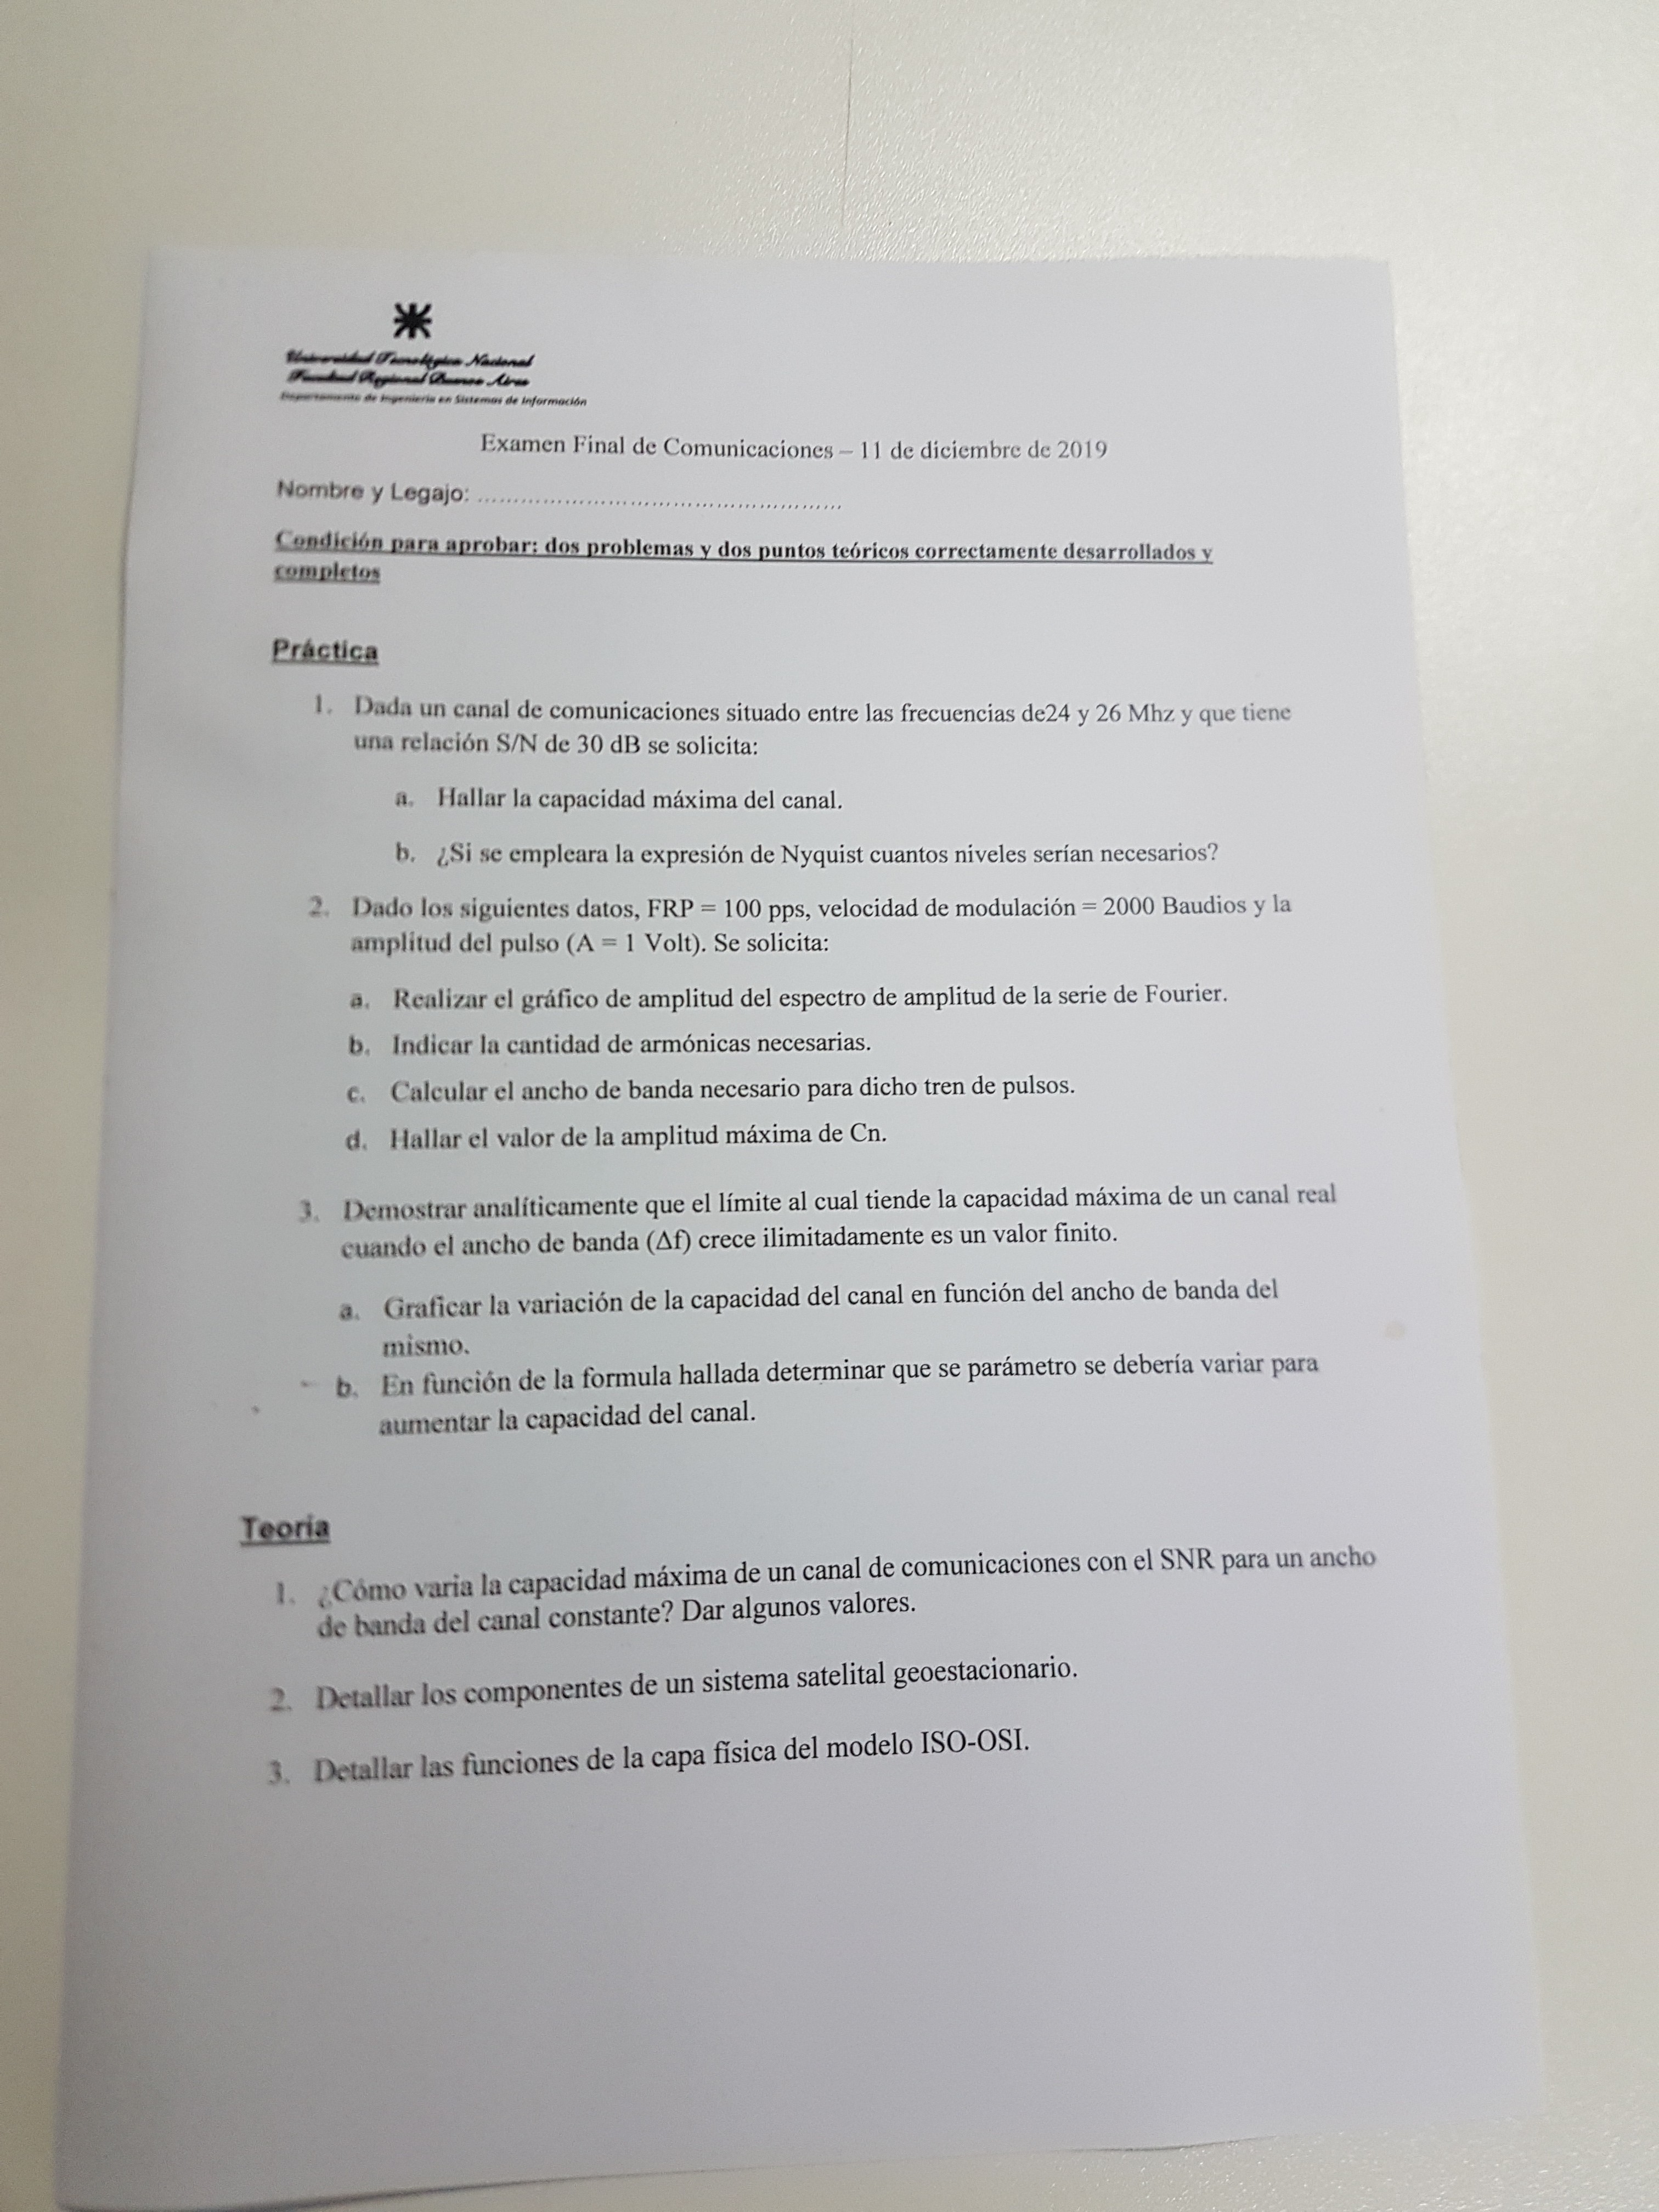 Universidad Tecnológica Nacional
Facultad Regional Buenos Aires
Departamento de Ingeniería en Sistemas de Información
Examen Final de Comunicaciones – 11 de diciembre de 2019
Nombre y Legajo: ....................................................
Condición para aprobar: dos problemas y dos puntos teóricos correctamente desarrollados y
completos
Práctica
1. Dada un canal de comunicaciones situado entre las frecuencias de24 y 26 Mhz y que tiene
una relación S/N de 30 dB se solicita:
a. Hallar la capacidad máxima del canal.
b. ¿Si se empleara la expresión de Nyquist cuantos niveles serían necesarios?
2. Dado los siguientes datos, FRP = 100 pps, velocidad de modulación = 2000 Baudios y la
amplitud del pulso (A = 1 Volt). Se solicita:
a. Realizar el gráfico de amplitud del espectro de amplitud de la serie de Fourier.
b. Indicar la cantidad de armónicas necesarias.
c. Calcular el ancho de banda necesario para dicho tren de pulsos.
d. Hallar el valor de la amplitud máxima de Cn.
3. Demostrar analíticamente que el límite al cual tiende la capacidad máxima de un canal real
cuando el ancho de banda (Δf) crece ilimitadamente es un valor finito.
a. Graficar la variación de la capacidad del canal en función del ancho de banda del
mismo.
b. En función de la formula hallada determinar que se parámetro se debería variar para
aumentar la capacidad del canal.
Teoría
1. ¿Cómo varia la capacidad máxima de un canal de comunicaciones con el SNR para un ancho
de banda del canal constante? Dar algunos valores.
2. Detallar los componentes de un sistema satelital geoestacionario.
3. Detallar las funciones de la capa física del modelo ISO-OSI.